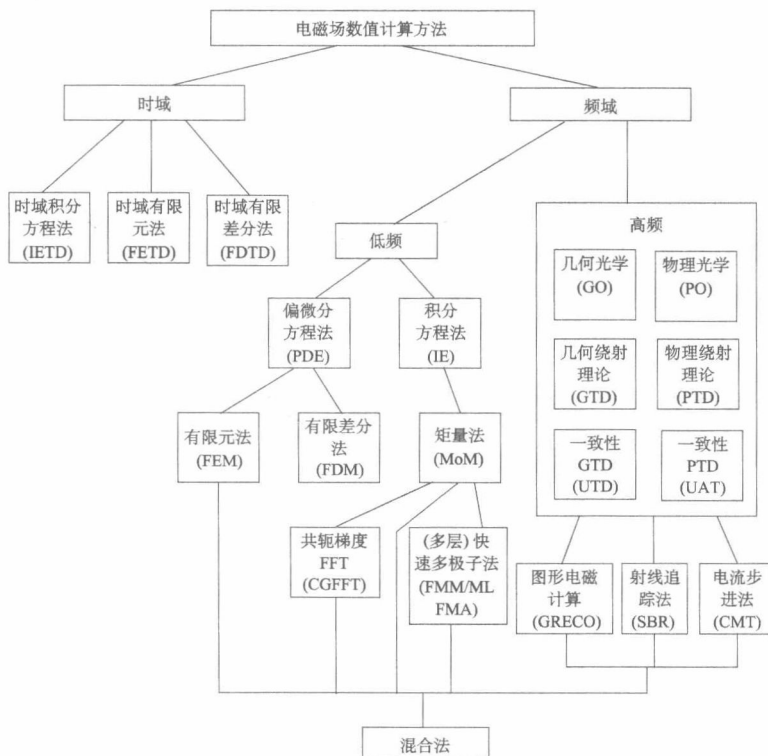 电磁场数值计算方法
时域
频域
时域积分
方程法
(IETD)
时域有限
元法
(FETD)
时域有限
差分法
(FDTD)
低频
高频
几何光学
(GO)
物理光学
(PO)
几何绕射
理论
(GTD)
物理绕射
理论
(PTD)
一致性
GTD
(UTD)
一致性
PTD
(UAT)
偏微分
方程法
(PDE)
积分
方程法
(IE)
有限元法
(FEM)
有限差分
法
(FDM)
矩量法
(MoM)
共轭梯度
FFT
(CGFFT)
(多层) 快
速多极子法
(FMM/ML
FMA)
图形电磁
计算
(GRECO)
射线追
踪法
(SBR)
电流步
进法
(CMT)
混合法